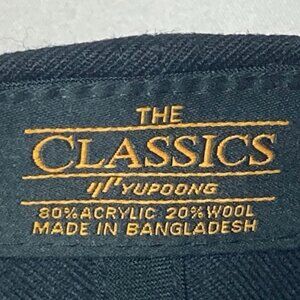 THE
CLASSICS
YUPOONG
80% ACRYLIC 20% WOOL
MADE IN BANGLADESH